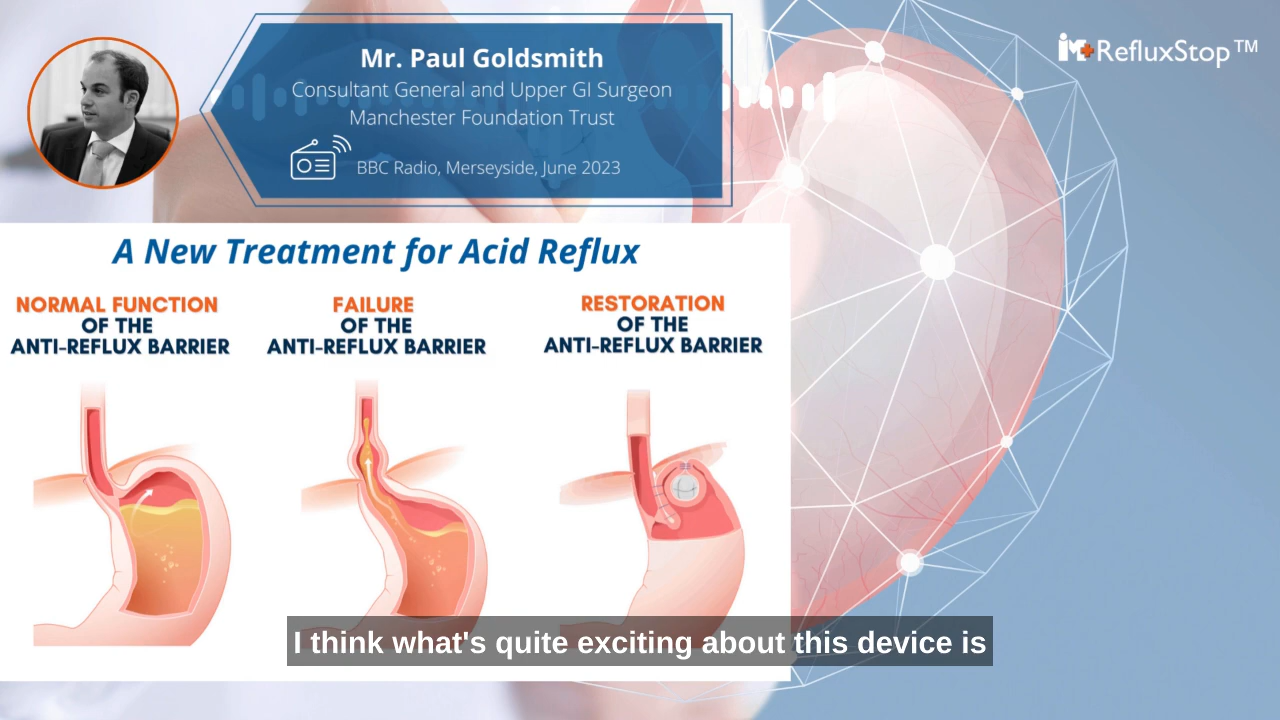 Mr. Paul Goldsmith
Consultant General and Upper GI Surgeon
Manchester Foundation Trust
BBC Radio, Merseyside, June 2023
im RefluxStop™
A New Treatment for Acid Reflux
NORMAL FUNCTION
OF THE
ANTI-REFLUX BARRIER
FAILURE
OF THE
ANTI-REFLUX BARRIER
RESTORATION
OF THE
ANTI-REFLUX BARRIER
I think what's quite exciting about this device is